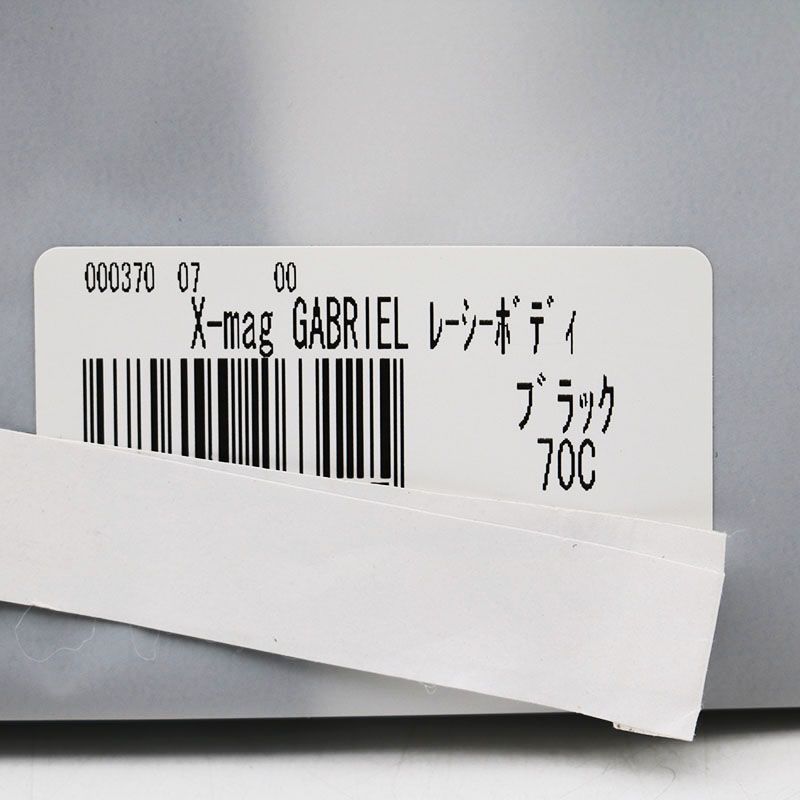 000370 07 00
X-mag GABRIEL ﾚｰｼｰﾎﾞﾃﾞｨ
ﾌﾞﾗｯｸ
70C